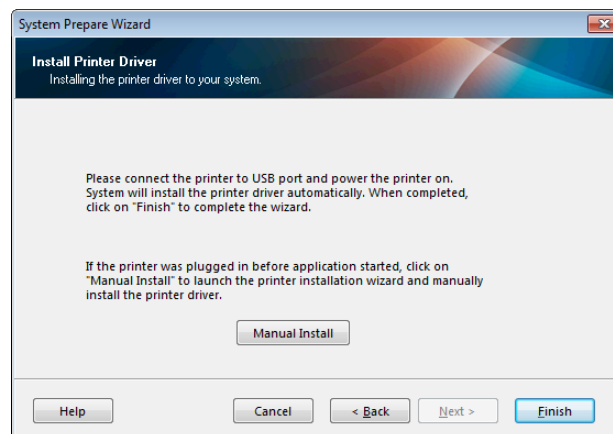 System Prepare Wizard
Install Printer Driver
Installing the printer driver to your system.
Please connect the printer to USB port and power the printer on.
System will install the printer driver automatically. When completed,
click on "Finish" to complete the wizard.
If the printer was plugged in before application started, click on
"Manual Install" to launch the printer installation wizard and manually
install the printer driver.
Manual Install
Help Cancel < Back Next > Finish